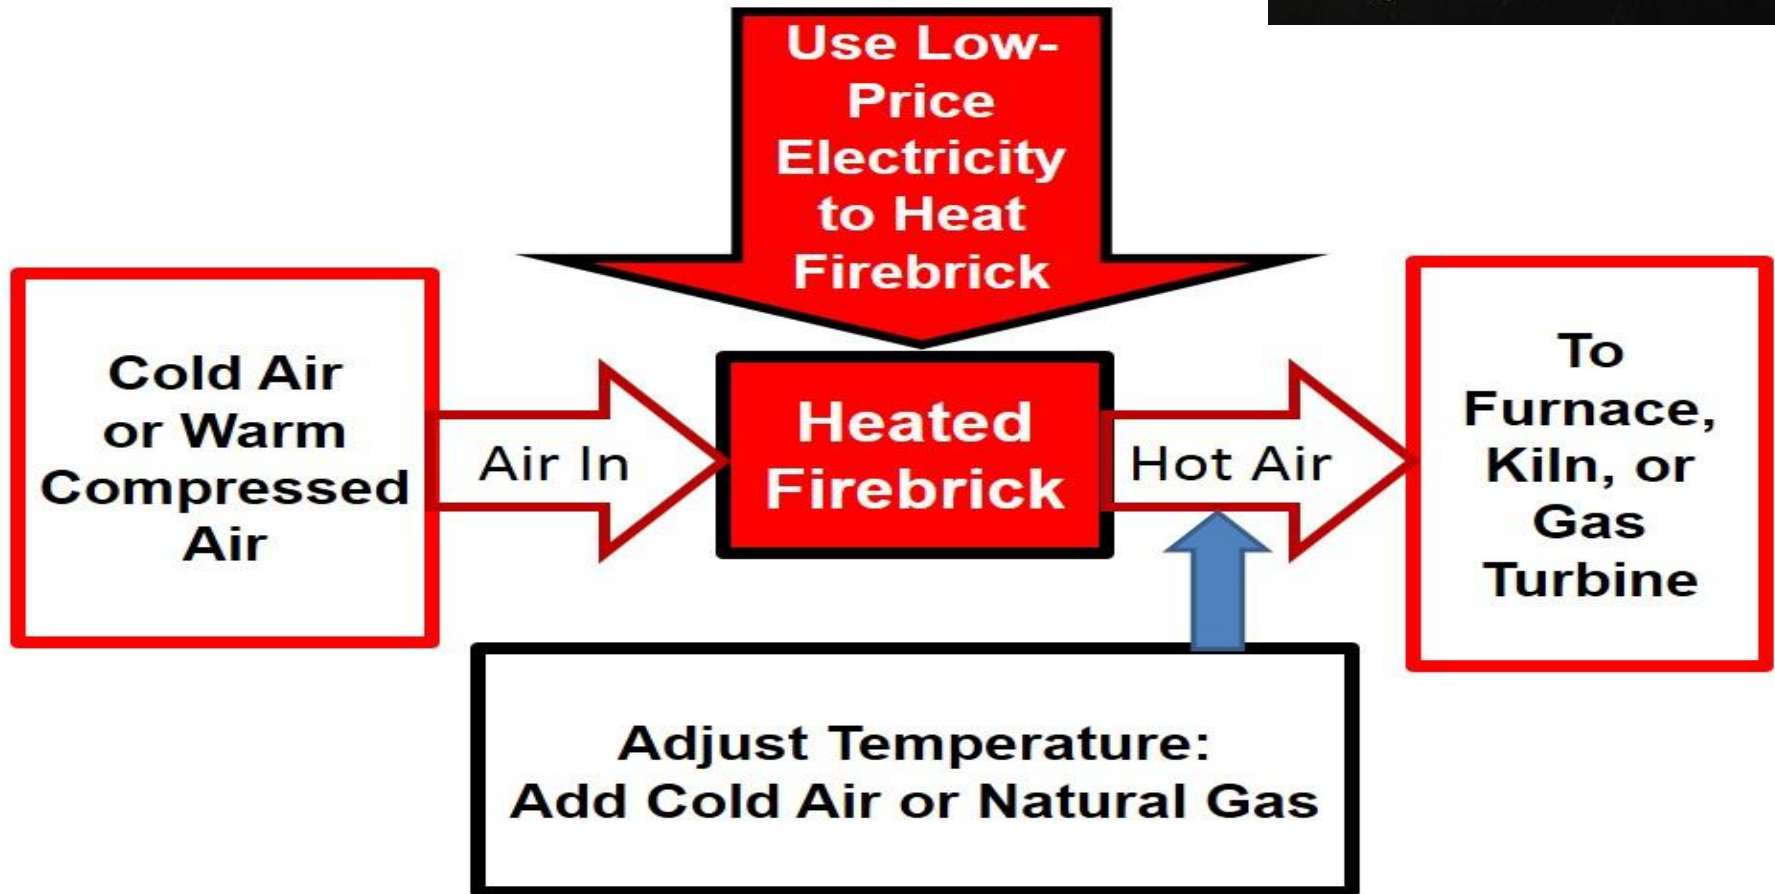 Use Low-
Price
Electricity
to Heat
Firebrick
Cold Air
or Warm
Compressed
Air
Air In
Heated
Firebrick
Hot Air
To
Furnace,
Kiln, or
Gas
Turbine
Adjust Temperature:
Add Cold Air or Natural Gas